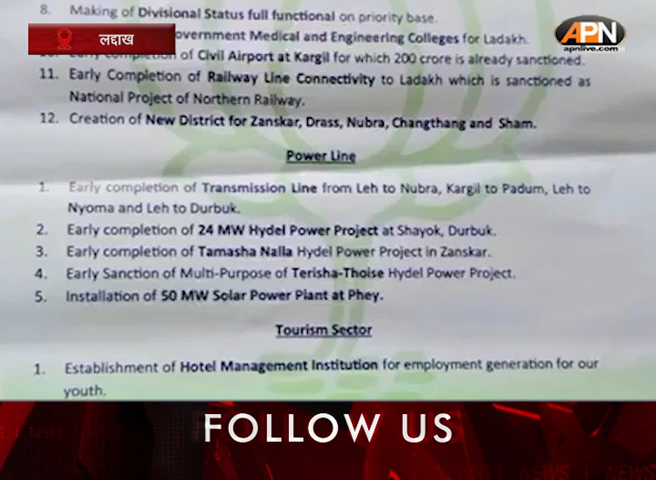 8. Making of Divisional Status full functional on priority base.
overnment Medical and Engineering Colleges for Ladakh.
of Civil Airport at Kargil for which 200 crore is already sanctioned.
11. Early Completion of Railway Line Connectivity to Ladakh which is sanctioned as
National Project of Northern Railway.
12. Creation of New District for Zanskar, Drass, Nubra, Changthang and Sham.
Power Line
1. Early completion of Transmission Line from Leh to Nubra, Kargil to Padum, Leh to
Nyoma and Leh to Durbuk.
2. Early completion of 24 MW Hydel Power Project at Shayok, Durbuk.
3. Early completion of Tamasha Nalla Hydel Power Project in Zanskar.
4. Early Sanction of Multi-Purpose of Terisha-Thoise Hydel Power Project.
5. Installation of 50 MW Solar Power Plant at Phey.
Tourism Sector
1. Establishment of Hotel Management Institution for employment generation for our
youth.
लद्दाख
APN
apnlive.com
FOLLOW US
NEWS
NEWS